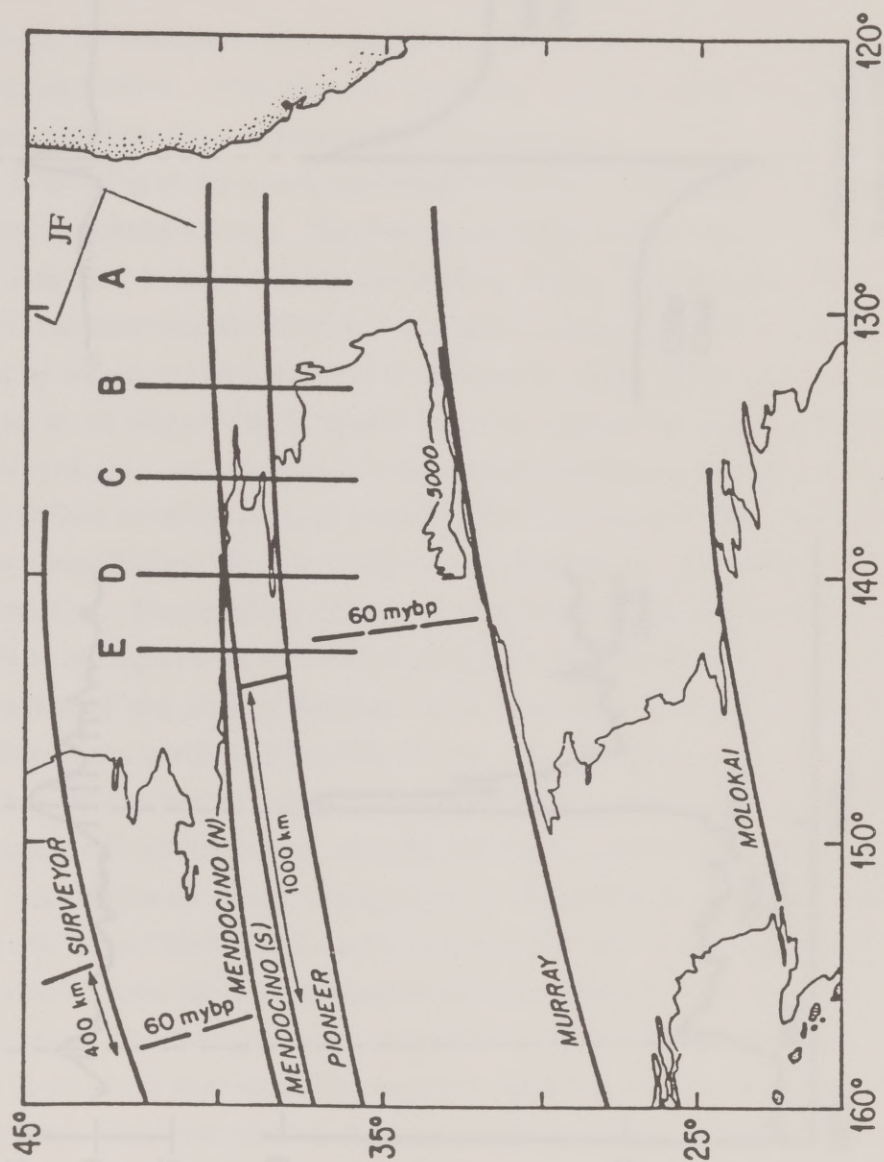 45°
35°
25°
160°
150°
140°
130°
120°
JF
A
B
C
D
E
SURVEYOR
400 km
60 mybp
MENDOCINO (N)
MENDOCINO (S)
1000 km
PIONEER
60 mybp
5000
MURRAY
MOLOKAI